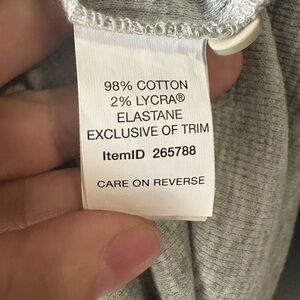 98% COTTON
2% LYCRA®
ELASTANE
EXCLUSIVE OF TRIM
ItemID 265788
CARE ON REVERSE